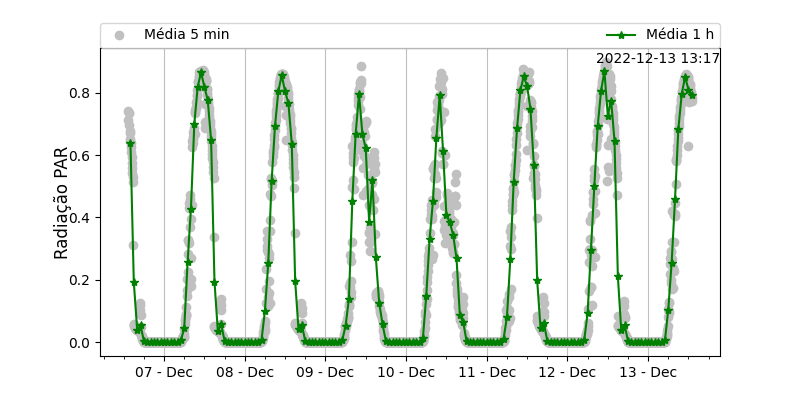 Média 5 min
Média 1 h
2022-12-13 13:17
Radiação PAR
0.8
0.6
0.4
0.2
0.0
07 - Dec
08 - Dec
09 - Dec
10 - Dec
11 - Dec
12 - Dec
13 - Dec